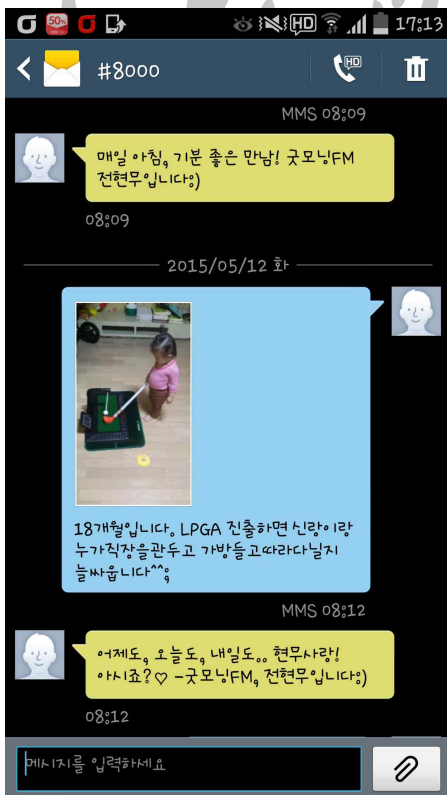 50%
HD
17:13
#8000
HD
MMS 08:09
매일 아침, 기분 좋은 만남! 굿모닝FM
전현무입니다:)
08:09
2015/05/12 화
18개월입니다. LPGA 진출하면 신랑이랑
누가직장을관두고 가방들고따라다닐지
늘싸웁니다^^;
MMS 08:12
어제도, 오늘도, 내일도.. 현무사랑!
아시죠?♡ -굿모닝FM, 전현무입니다:)
08:12
메시지를 입력하세요